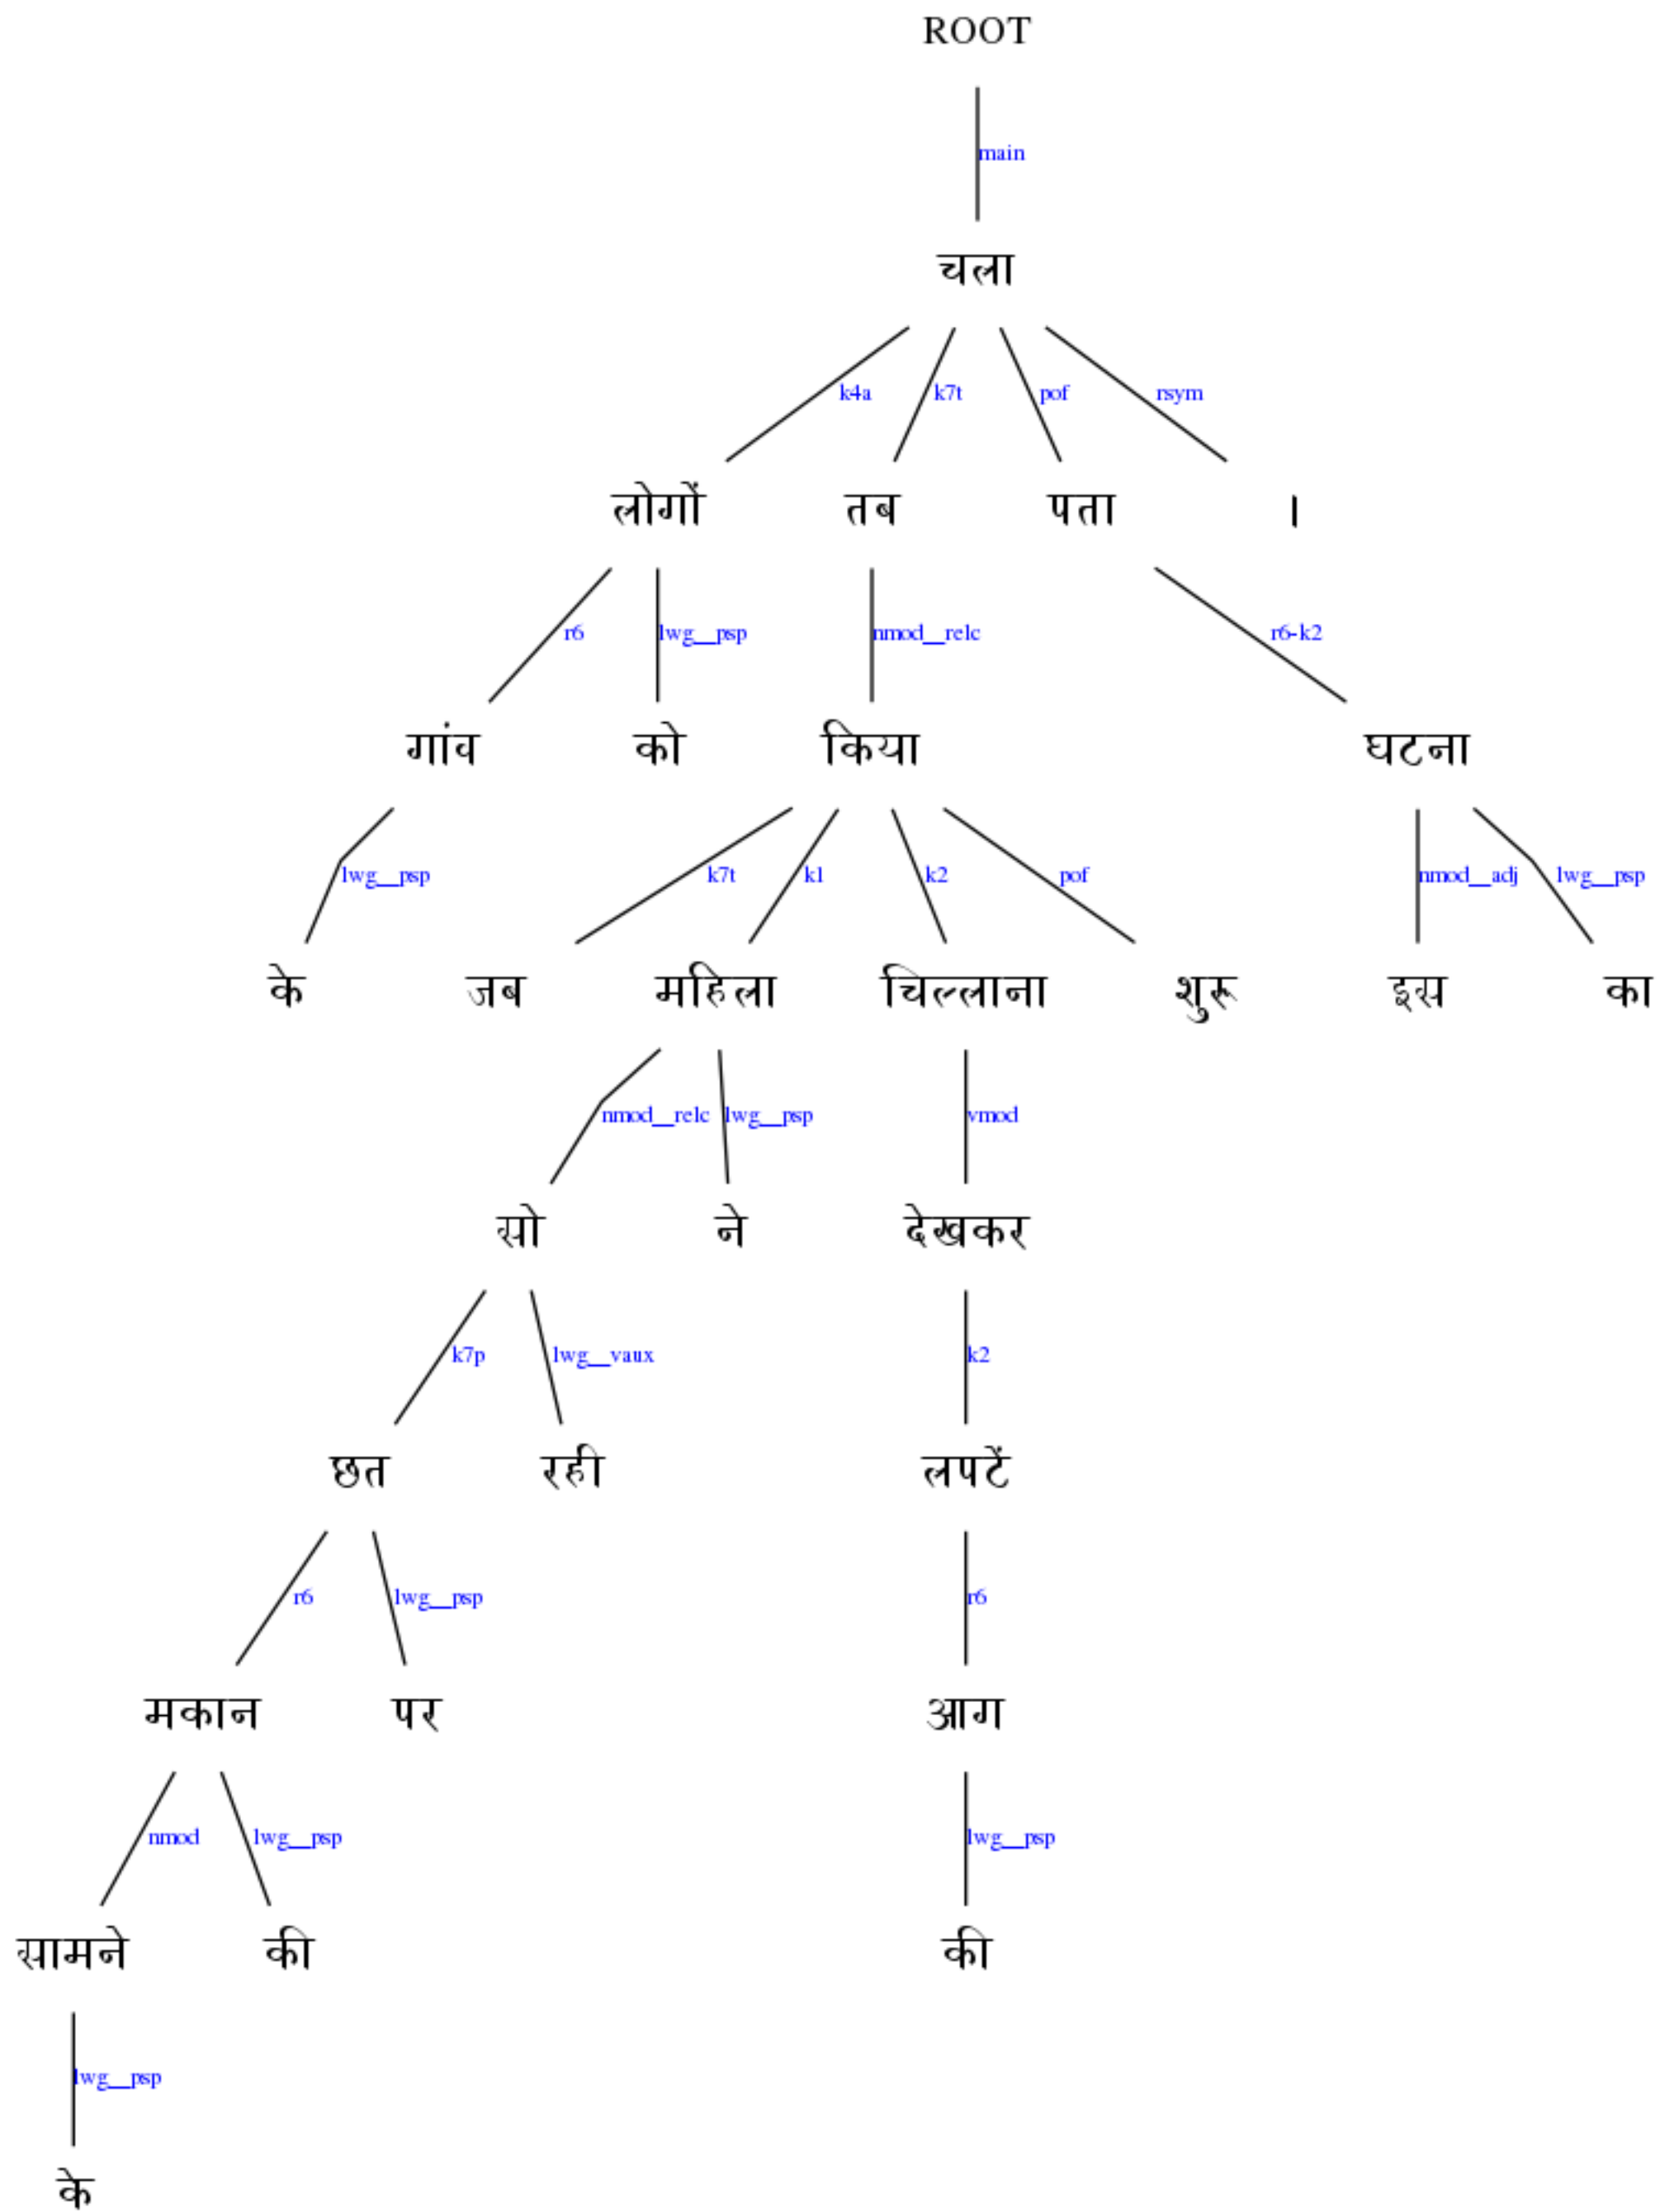 ROOT
main
चला
k4a k7t pof rsym
लोगों तब पता ।
r6 lwg__psp nmod__relc r6-k2
गांव को किया घटना
lwg__psp k7t k1 k2 pof nmod__adj lwg__psp
के जब महिला चिल्लाना शुरू इस का
nmod__relc lwg__psp vmod
सो ने देखकर
k7p lwg__vaux k2
छत रही लपटें
r6 lwg__psp r6
मकान पर आग
nmod lwg__psp lwg__psp
सामने की की
lwg__psp
के